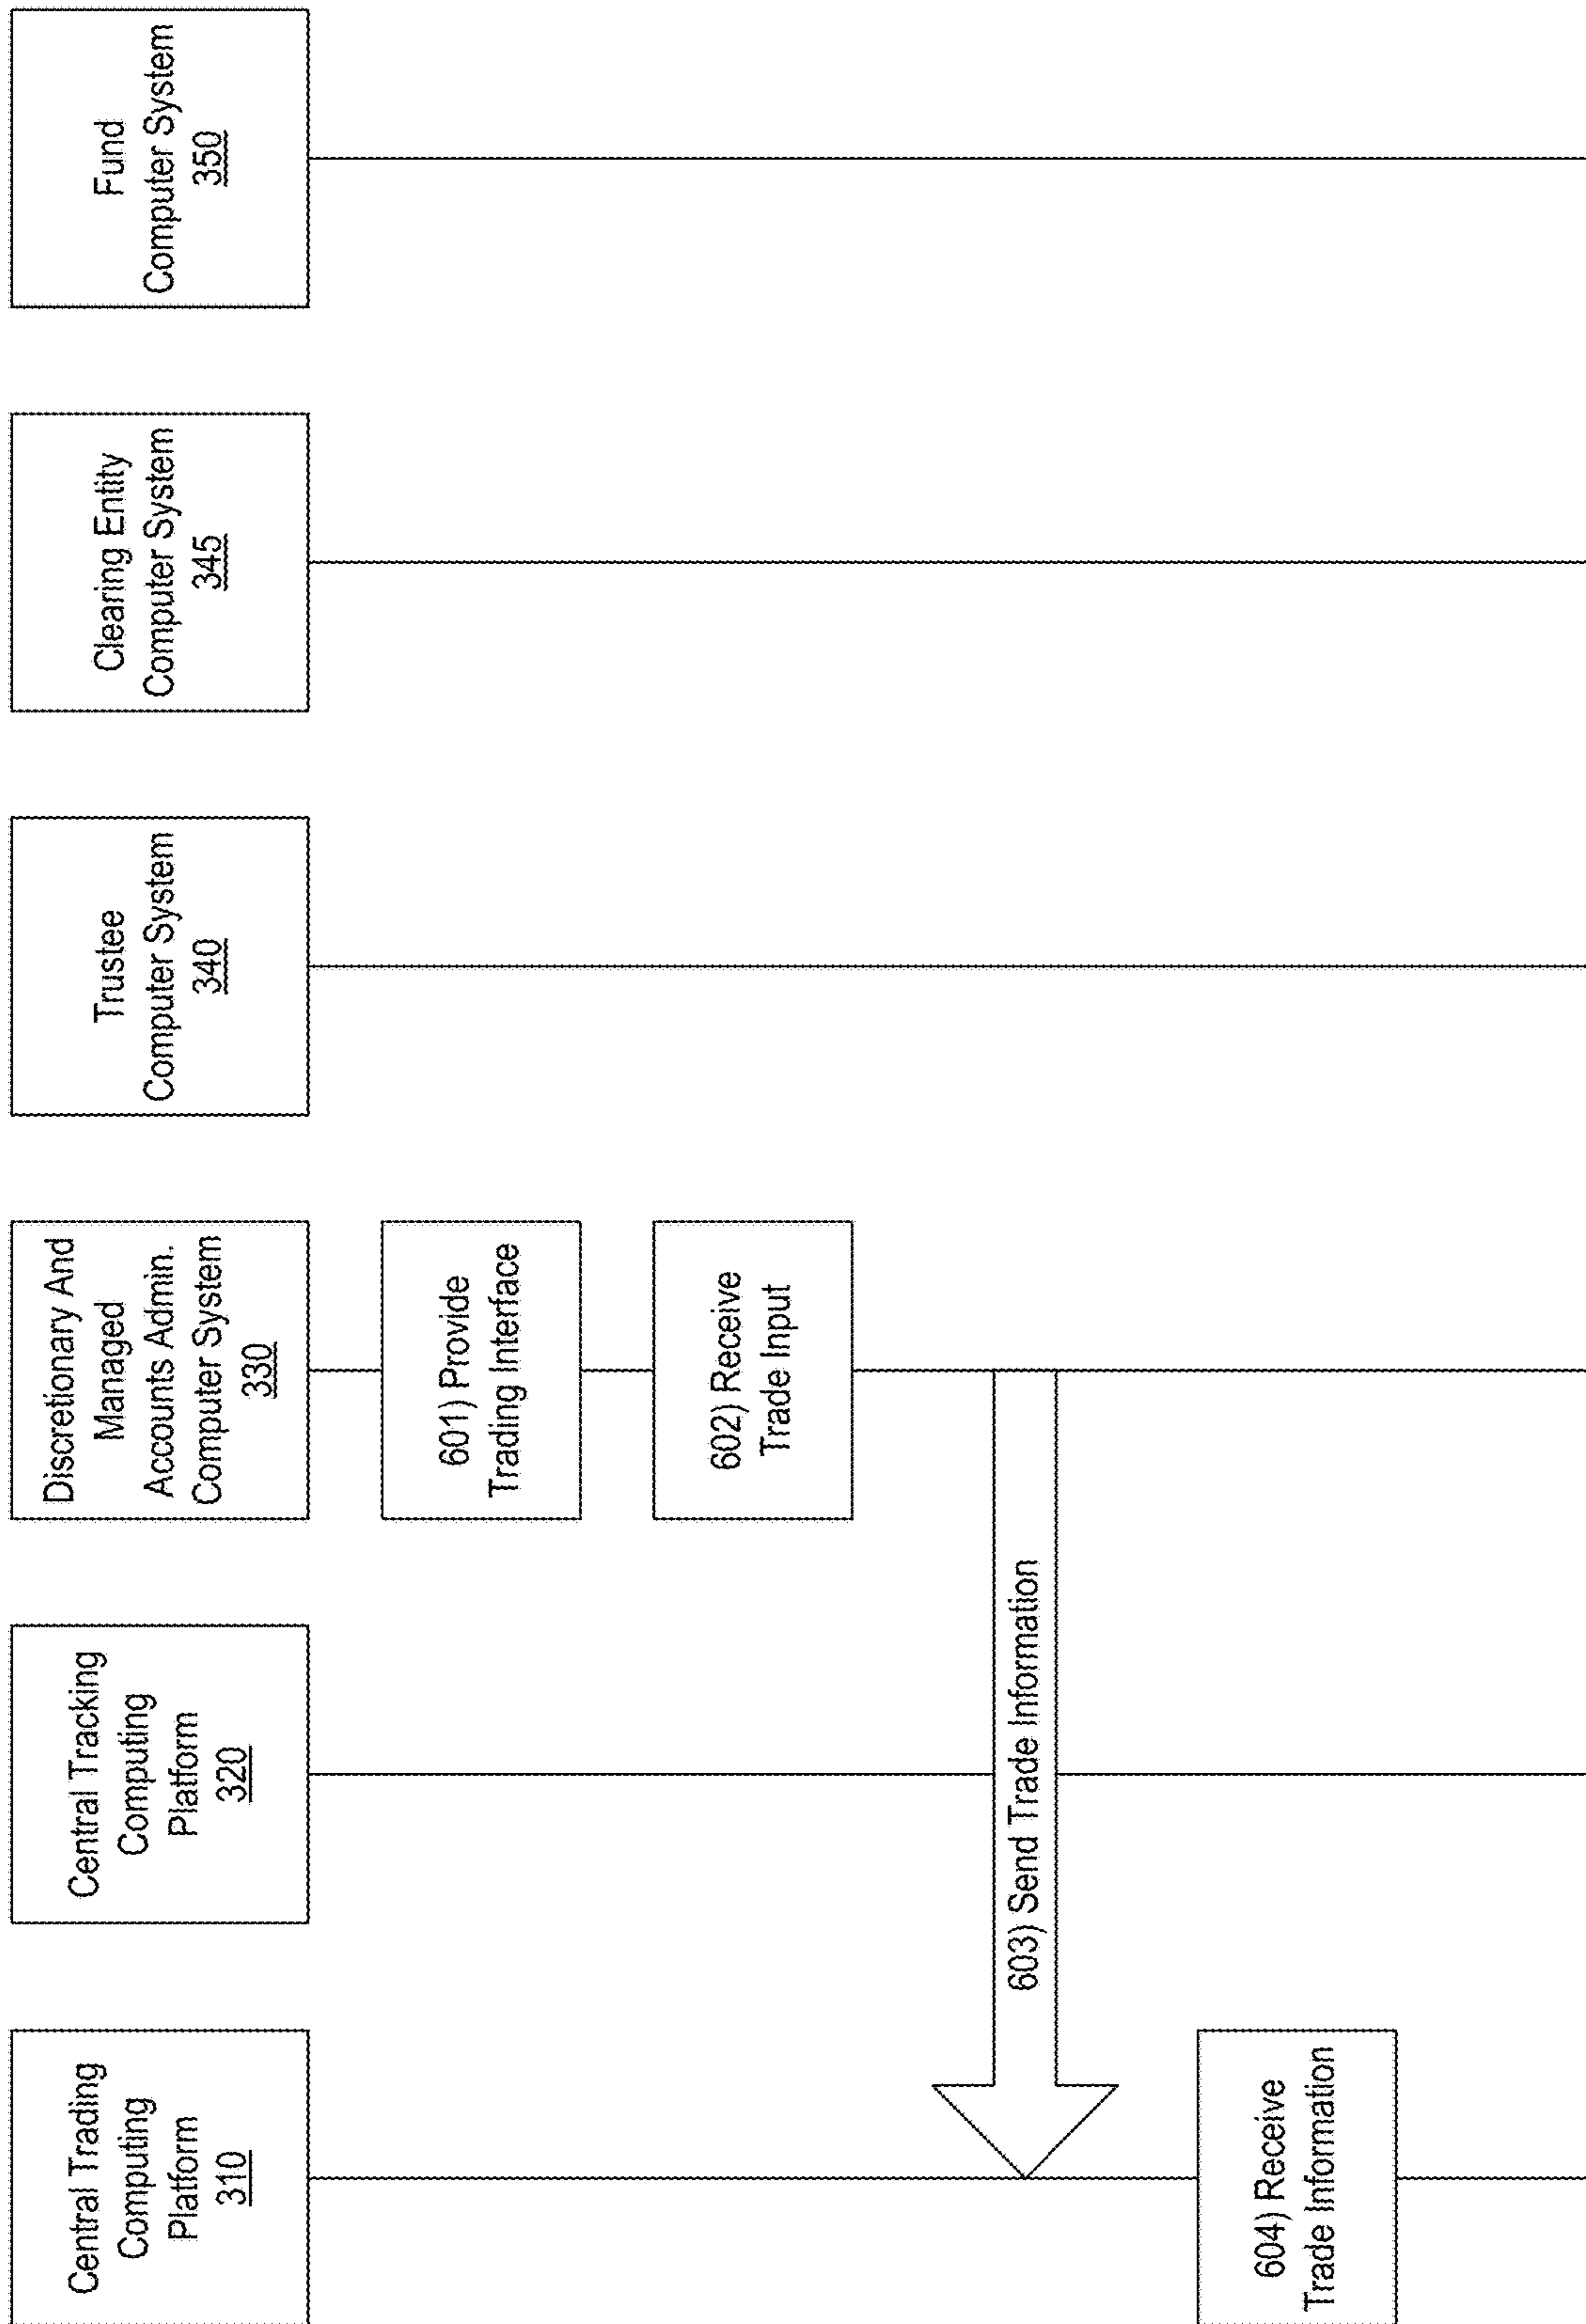 Central Trading
Computing
Platform
310
Central Tracking
Computing
Platform
320
Discretionary And
Managed
Accounts Admin.
Computer System
330
Trustee
Computer System
340
Clearing Entity
Computer System
345
Fund
Computer System
350
601) Provide
Trading Interface
602) Receive
Trade Input
603) Send Trade Information
604) Receive
Trade Information